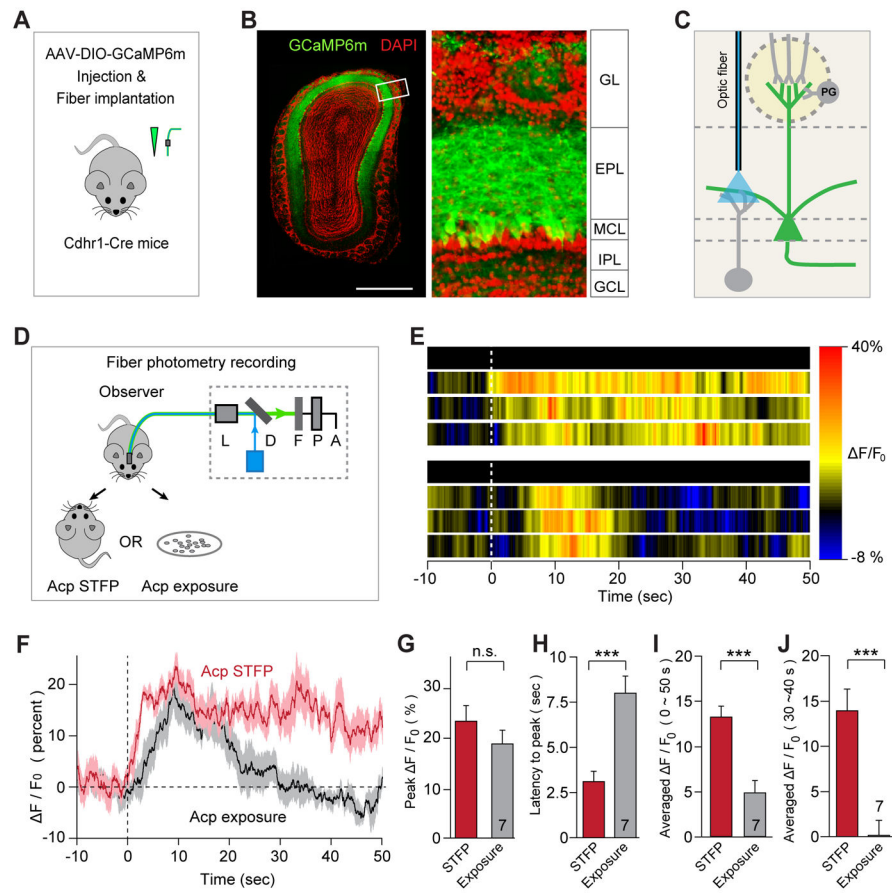 A
AAV-DIO-GCaMP6m
Injection &
Fiber implantation
Cdhr1-Cre mice
B
GCaMP6m DAPI
GL
EPL
MCL
IPL
GCL
C
Optic fiber
PG
D
Fiber photometry recording
Observer
L D F P A
OR
Acp STFP Acp exposure
E
40%
ΔF/F₀
-8 %
-10 0 10 20 30 40 50
Time (sec)
F
Acp STFP
Acp exposure
ΔF / F₀ ( percent )
20
10
0
-10
-10 0 10 20 30 40 50
Time (sec)
G
n.s.
Peak ΔF / F₀ ( % )
30
20
10
0
7
STFP Exposure
H
***
Latency to peak ( sec )
10
7.5
5.0
2.5
0
7
STFP Exposure
I
***
Averaged ΔF / F₀ ( 0 ~ 50 s )
20
15
10
5
0
7
STFP Exposure
J
***
Averaged ΔF / F₀ ( 30 ~40 s )
20
15
10
5
0
7
STFP Exposure